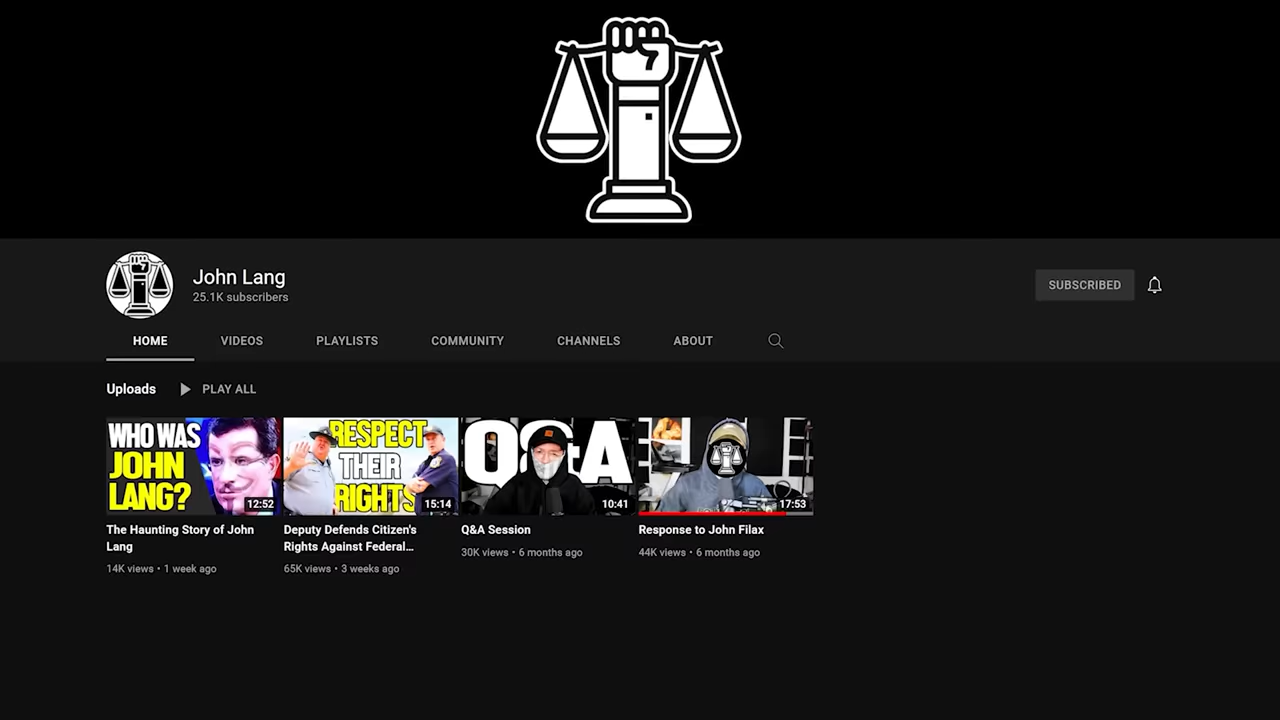 John Lang
25.1K subscribers
SUBSCRIBED
HOME VIDEOS PLAYLISTS COMMUNITY CHANNELS ABOUT
Uploads PLAY ALL
WHO WAS
JOHN
LANG?
12:52
RESPECT
THEIR
RIGHTS
15:14
Q&A
10:41
17:53
The Haunting Story of John
Lang
14K views • 1 week ago
Deputy Defends Citizen's
Rights Against Federal...
65K views • 3 weeks ago
Q&A Session
30K views • 6 months ago
Response to John Filax
44K views • 6 months ago